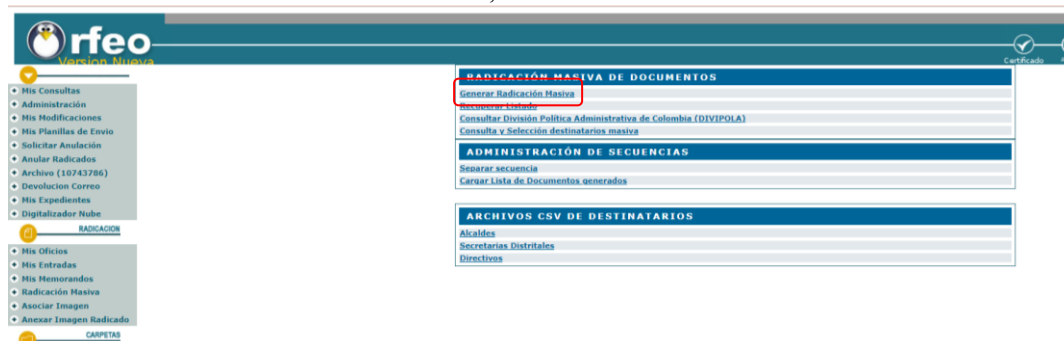 Orfeo
Version Nueva
Certificado
Mis Consultas
Administración
Mis Modificaciones
Mis Planillas de Envio
Solicitar Anulación
Anular Radicados
Archivo (10743786)
Devolucion Correo
Mis Expedientes
Digitalizador Nube
RADICACION
Mis Oficios
Mis Entradas
Mis Memorandos
Radicación Masiva
Asociar Imagen
Anexar Imagen Radicado
CARPETAS
RADICACIÓN MASIVA DE DOCUMENTOS
Generar Radicación Masiva
Recuperar Listado
Consultar División Política Administrativa de Colombia (DIVIPOLA)
Consulta y Selección destinatarios masiva
ADMINISTRACIÓN DE SECUENCIAS
Separar secuencia
Cargar Lista de Documentos generados
ARCHIVOS CSV DE DESTINATARIOS
Alcaldes
Secretarias Distritales
Directivos